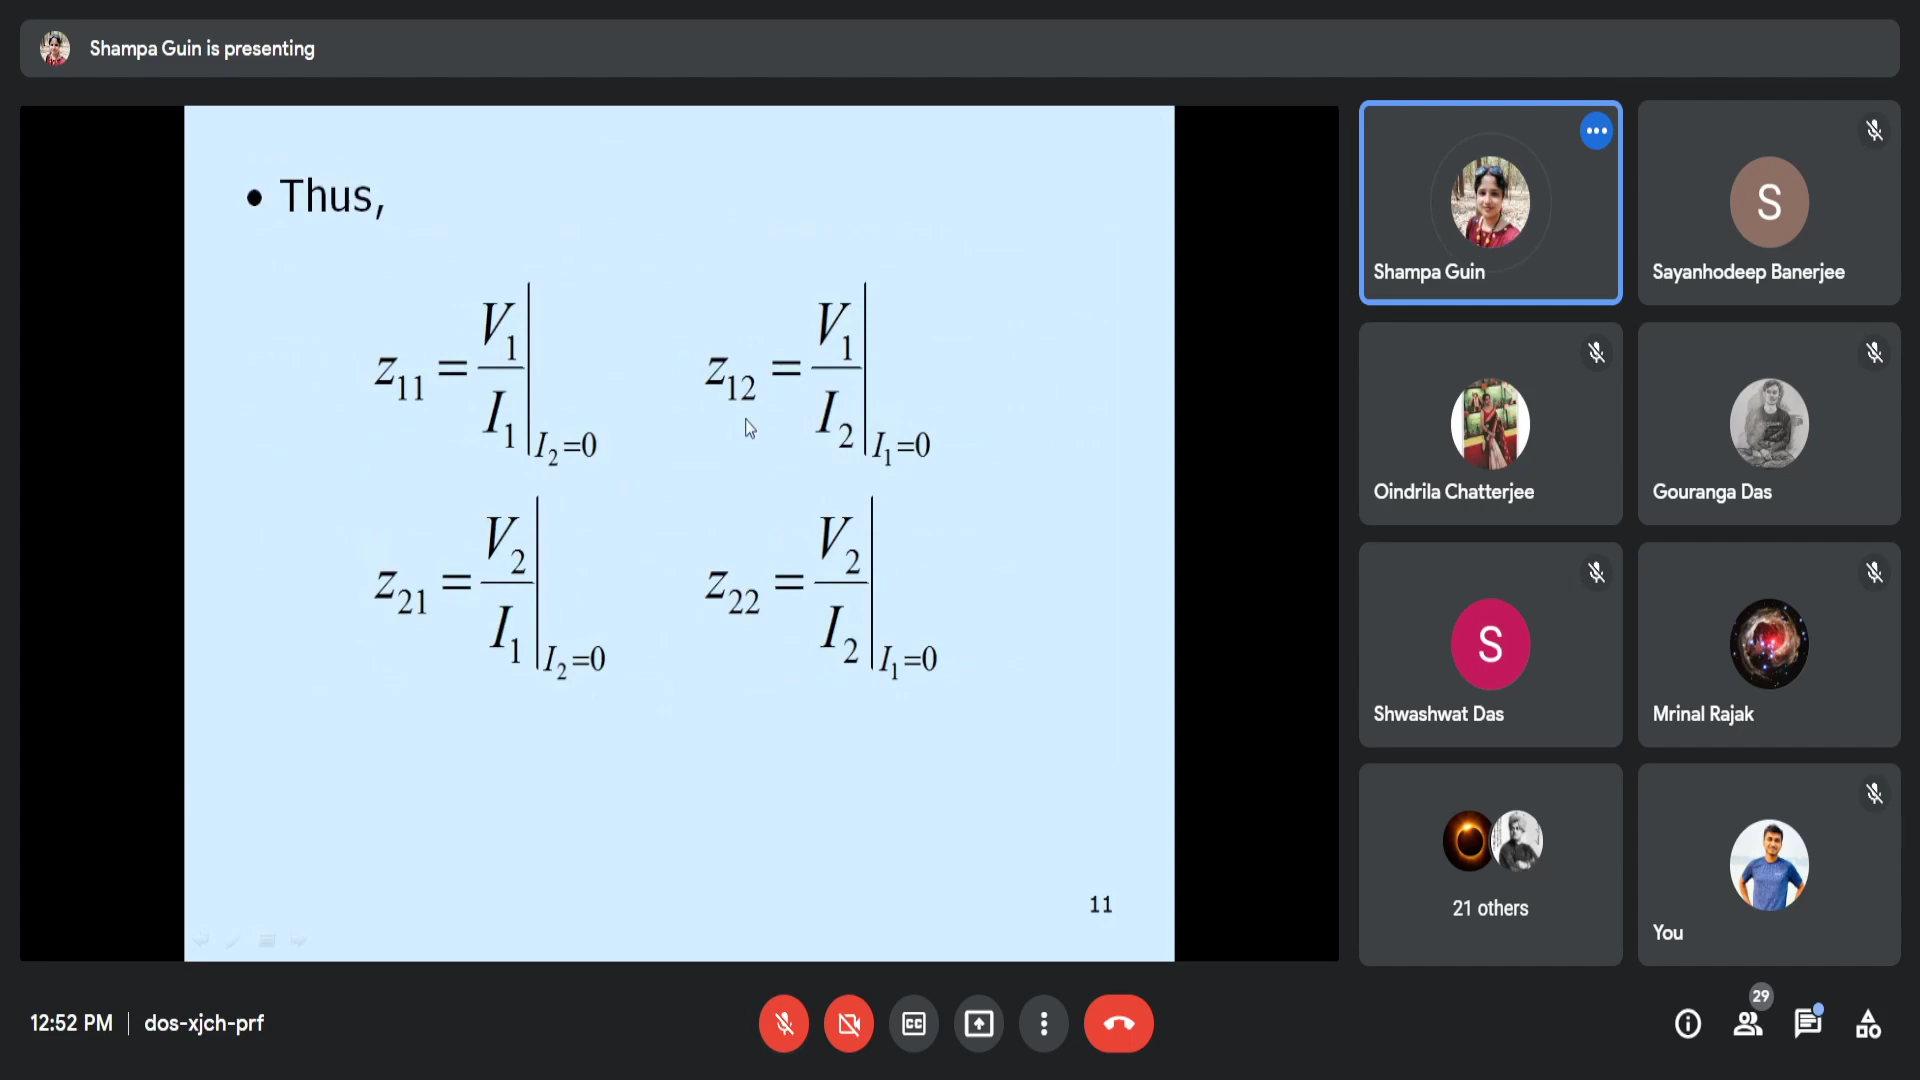 Shampa Guin is presenting
• Thus,
z₁₁ = V₁/I₁ |I₂=0
z₁₂ = V₁/I₂ |I₁=0
z₂₁ = V₂/I₁ |I₂=0
z₂₂ = V₂/I₂ |I₁=0
11
Shampa Guin
S
Sayanhodeep Banerjee
Oindrila Chatterjee
Gouranga Das
S
Shwashwat Das
Mrinal Rajak
21 others
You
12:52 PM | dos-xjch-prf
CC
29